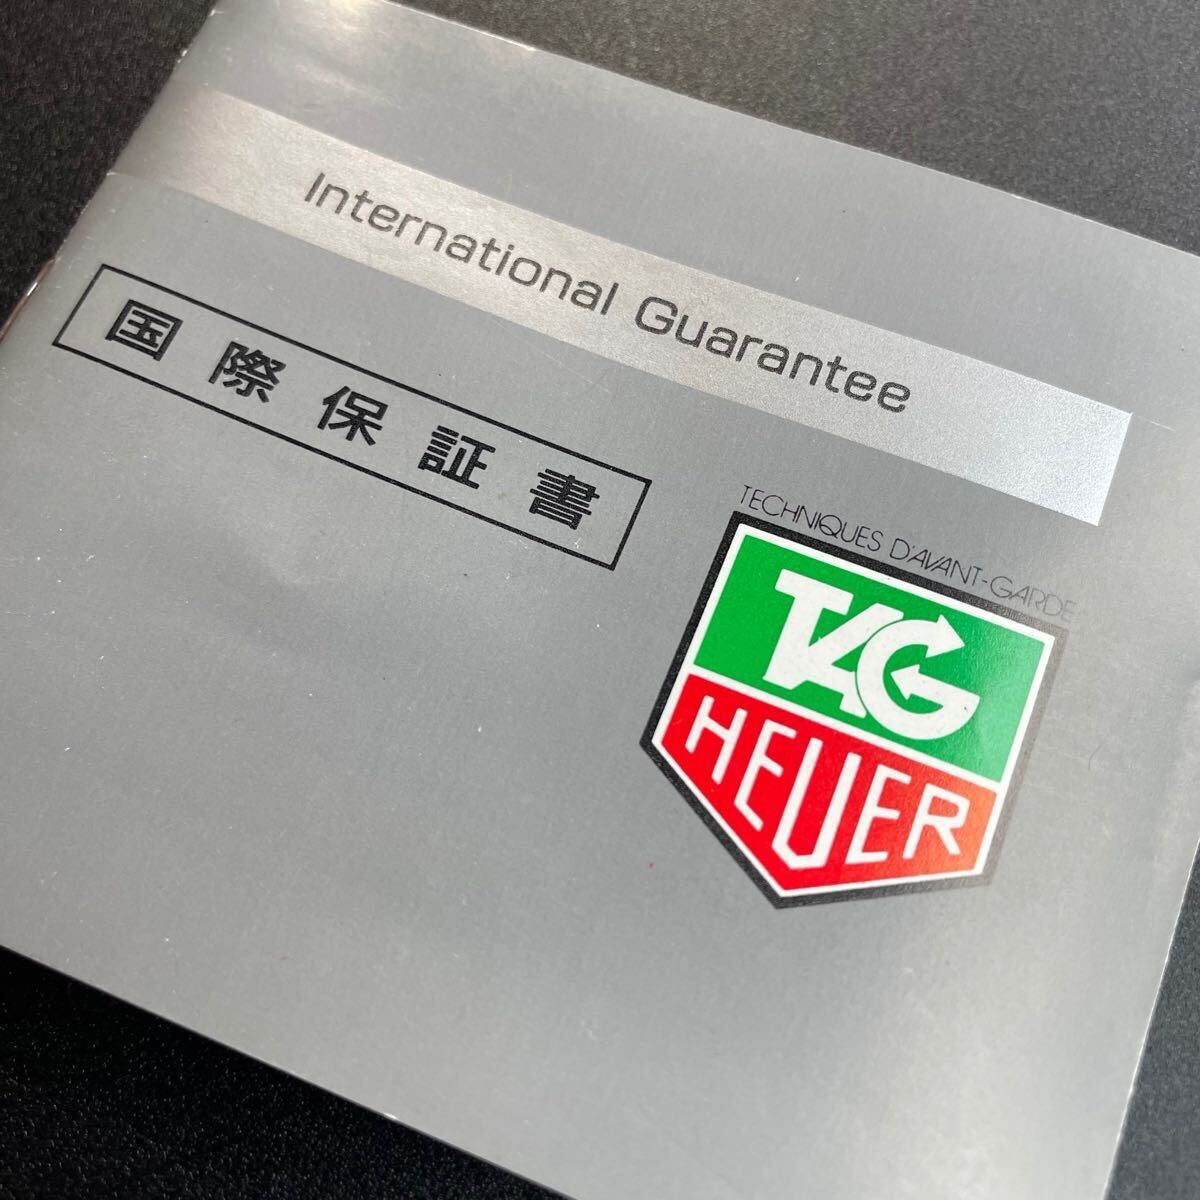 International Guarantee
国際保証書
TECHNIQUES D'AVANT-GARDE
TAG
HEUER